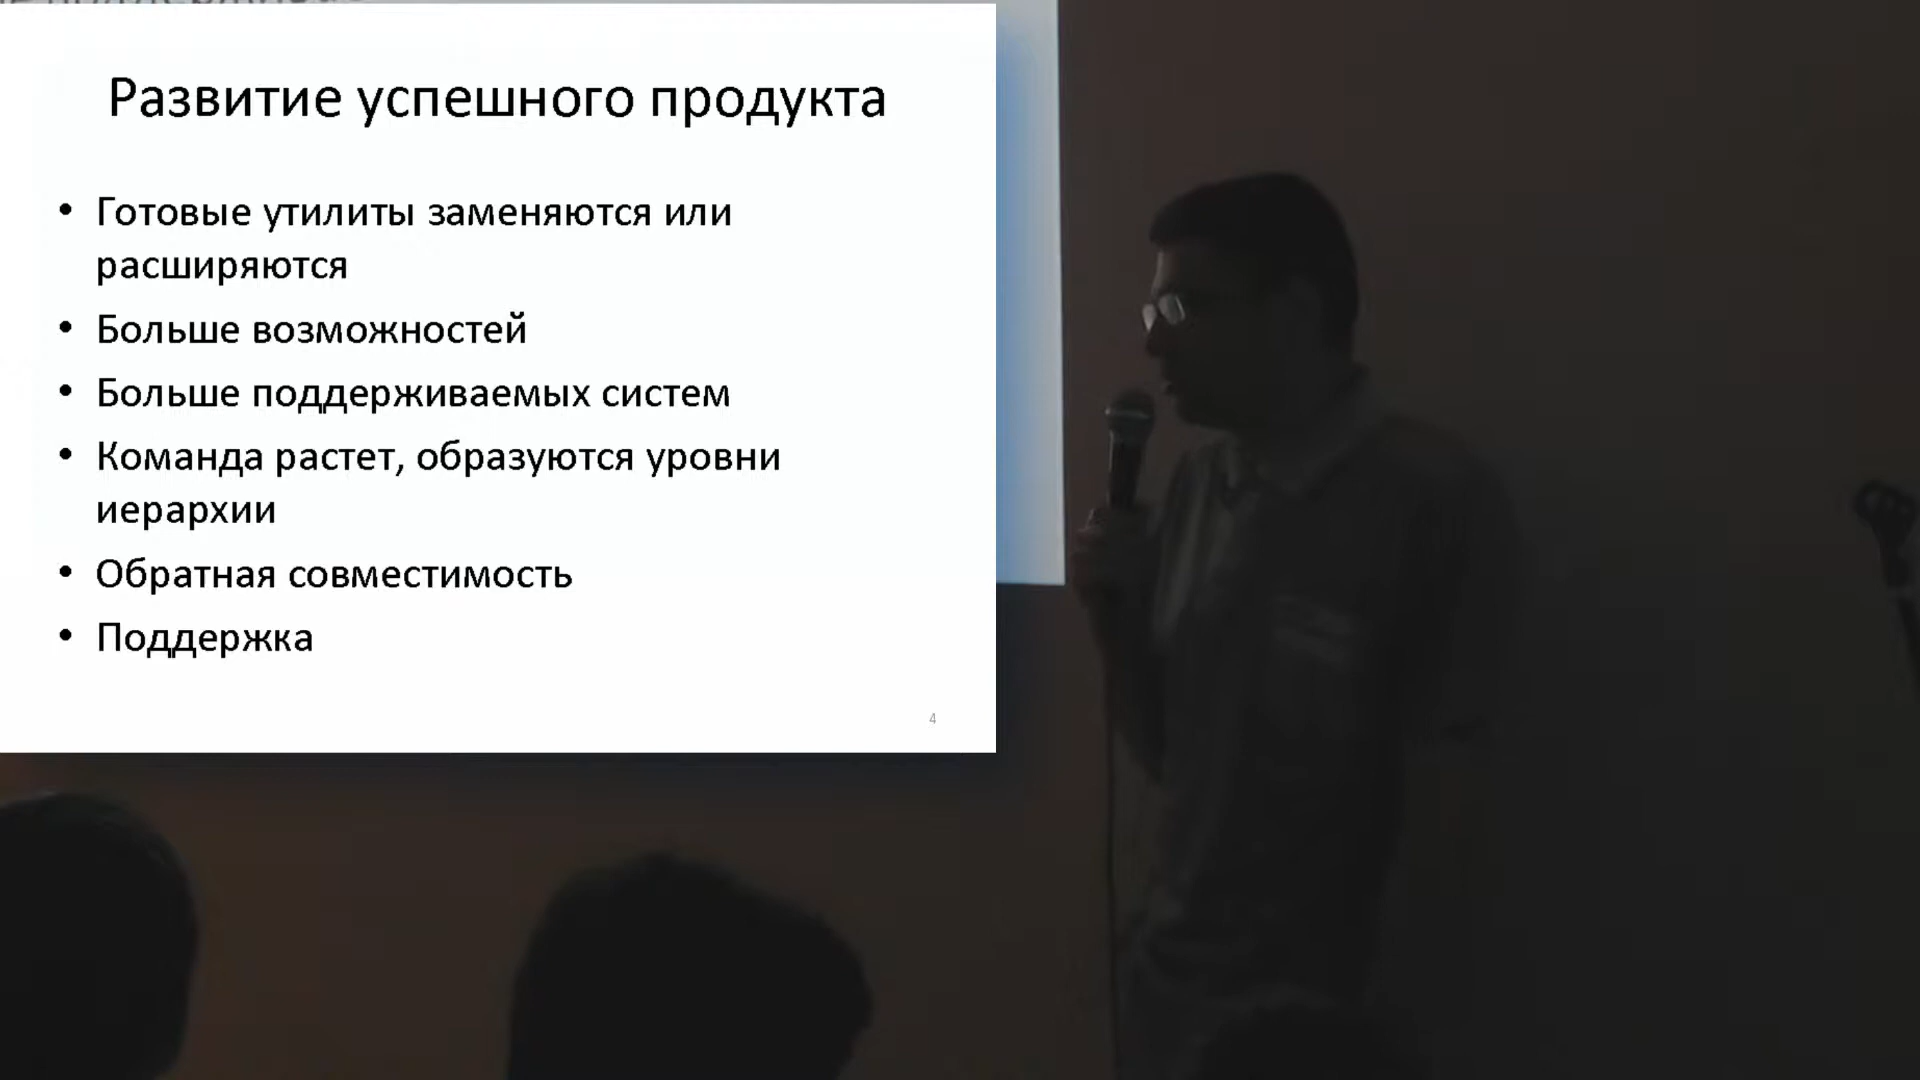 Развитие успешного продукта
• Готовые утилиты заменяются или
расширяются
• Больше возможностей
• Больше поддерживаемых систем
• Команда растет, образуются уровни
иерархии
• Обратная совместимость
• Поддержка
4